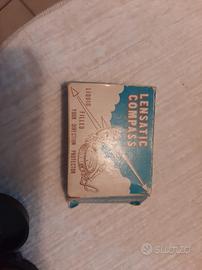 LENSATIC
COMPASS
LIQUID FILLED
YOUR DIRECTION PROTECTOR
SUBITO